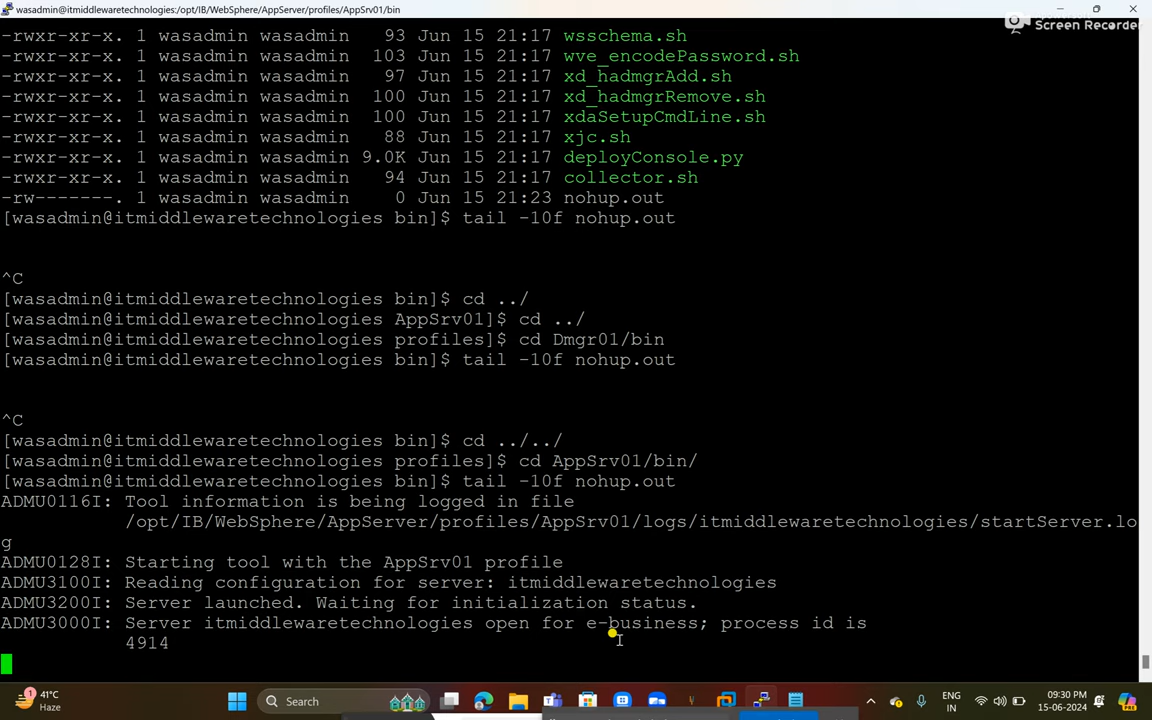 wasadmin@itmiddlewaretechnologies:/opt/IB/WebSphere/AppServer/profiles/AppSrv01/bin
Screen Recorder
-rwxr-xr-x. 1 wasadmin wasadmin   93 Jun 15 21:17 wsschema.sh
-rwxr-xr-x. 1 wasadmin wasadmin  103 Jun 15 21:17 wve_encodePassword.sh
-rwxr-xr-x. 1 wasadmin wasadmin   97 Jun 15 21:17 xd_hadmgrAdd.sh
-rwxr-xr-x. 1 wasadmin wasadmin  100 Jun 15 21:17 xd_hadmgrRemove.sh
-rwxr-xr-x. 1 wasadmin wasadmin  100 Jun 15 21:17 xdaSetupCmdLine.sh
-rwxr-xr-x. 1 wasadmin wasadmin   88 Jun 15 21:17 xjc.sh
-rwxr-xr-x. 1 wasadmin wasadmin 9.0K Jun 15 21:17 deployConsole.py
-rwxr-xr-x. 1 wasadmin wasadmin   94 Jun 15 21:17 collector.sh
-rw-------. 1 wasadmin wasadmin    0 Jun 15 21:23 nohup.out
[wasadmin@itmiddlewaretechnologies bin]$ tail -10f nohup.out
^C
[wasadmin@itmiddlewaretechnologies bin]$ cd ../
[wasadmin@itmiddlewaretechnologies AppSrv01]$ cd ../
[wasadmin@itmiddlewaretechnologies profiles]$ cd Dmgr01/bin
[wasadmin@itmiddlewaretechnologies bin]$ tail -10f nohup.out
^C
[wasadmin@itmiddlewaretechnologies bin]$ cd ../../
[wasadmin@itmiddlewaretechnologies profiles]$ cd AppSrv01/bin/
[wasadmin@itmiddlewaretechnologies bin]$ tail -10f nohup.out
ADMU0116I: Tool information is being logged in file
/opt/IB/WebSphere/AppServer/profiles/AppSrv01/logs/itmiddlewaretechnologies/startServer.lo
g
ADMU0128I: Starting tool with the AppSrv01 profile
ADMU3100I: Reading configuration for server: itmiddlewaretechnologies
ADMU3200I: Server launched. Waiting for initialization status.
ADMU3000I: Server itmiddlewaretechnologies open for e-business; process id is
4914
41°C
Haze
Search
ENG
IN
09:30 PM
15-06-2024